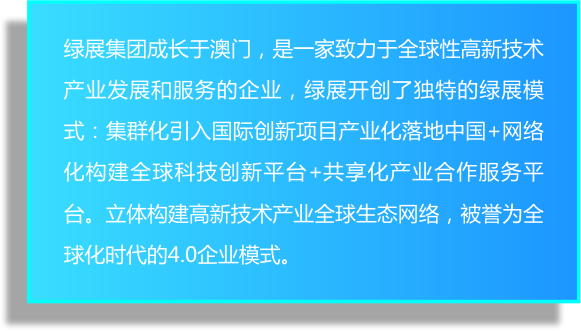 绿展集团成长于澳门，是一家致力于全球性高新技术
产业发展和服务的企业，绿展开创了独特的绿展模
式：集群化引入国际创新项目产业化落地中国+网络
化构建全球科技创新平台+共享化产业合作服务平
台。立体构建高新技术产业全球生态网络，被誉为全
球化时代的4.0企业模式。